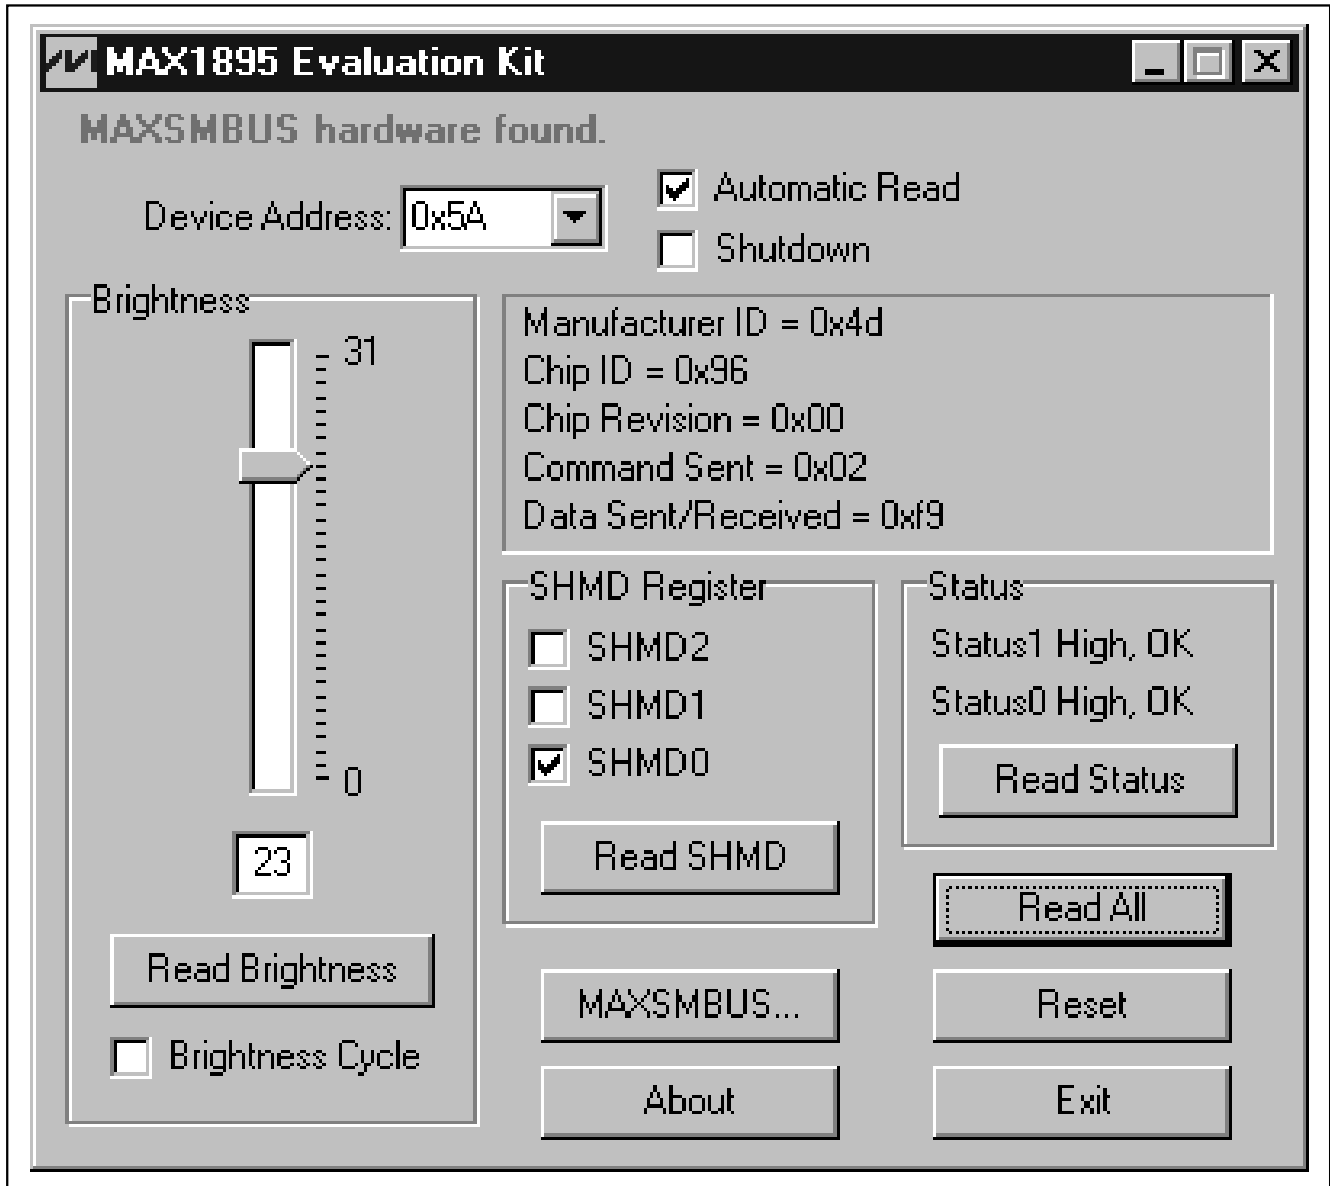 MAX1895 Evaluation Kit
MAXSMBUS hardware found.
Device Address: 0x5A
Automatic Read
Shutdown
Brightness
31
0
23
Read Brightness
Brightness Cycle
Manufacturer ID = 0x4d
Chip ID = 0x96
Chip Revision = 0x00
Command Sent = 0x02
Data Sent/Received = 0xf9
SHMD Register
SHMD2
SHMD1
SHMD0
Read SHMD
Status
Status1 High, OK
Status0 High, OK
Read Status
Read All
MAXSMBUS...
Reset
About
Exit